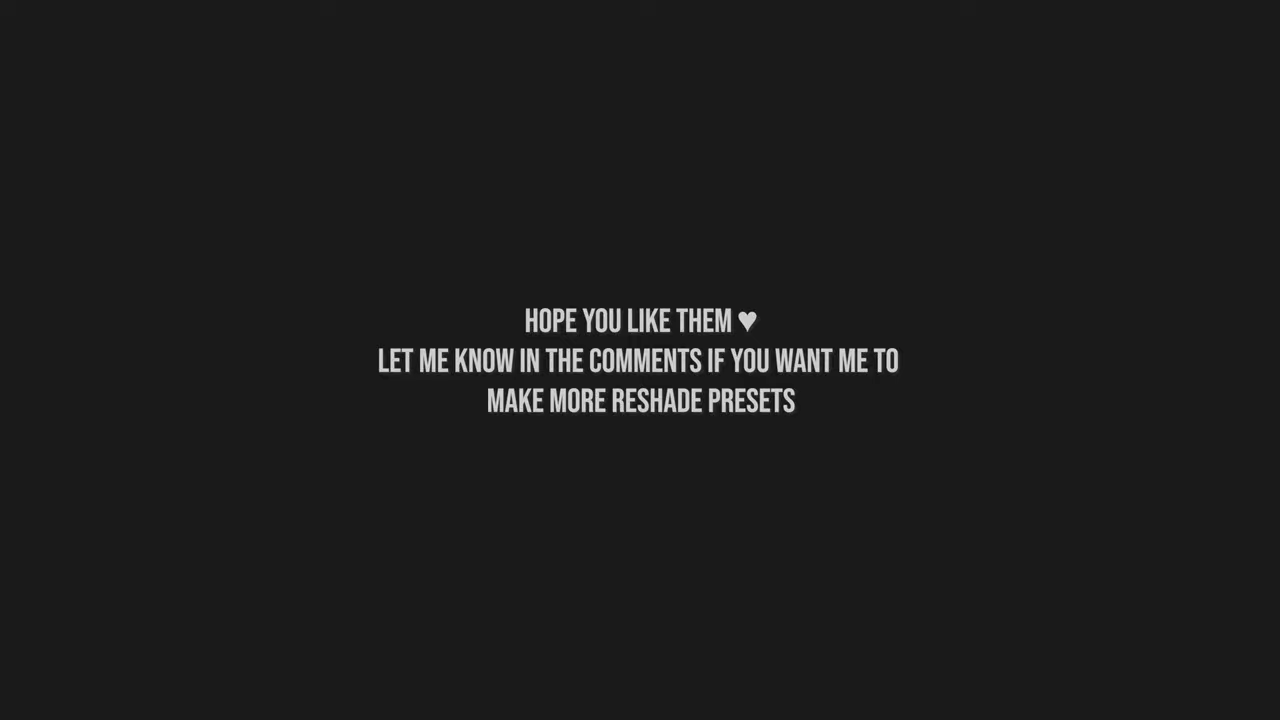 HOPE YOU LIKE THEM ♥
LET ME KNOW IN THE COMMENTS IF YOU WANT ME TO
MAKE MORE RESHADE PRESETS